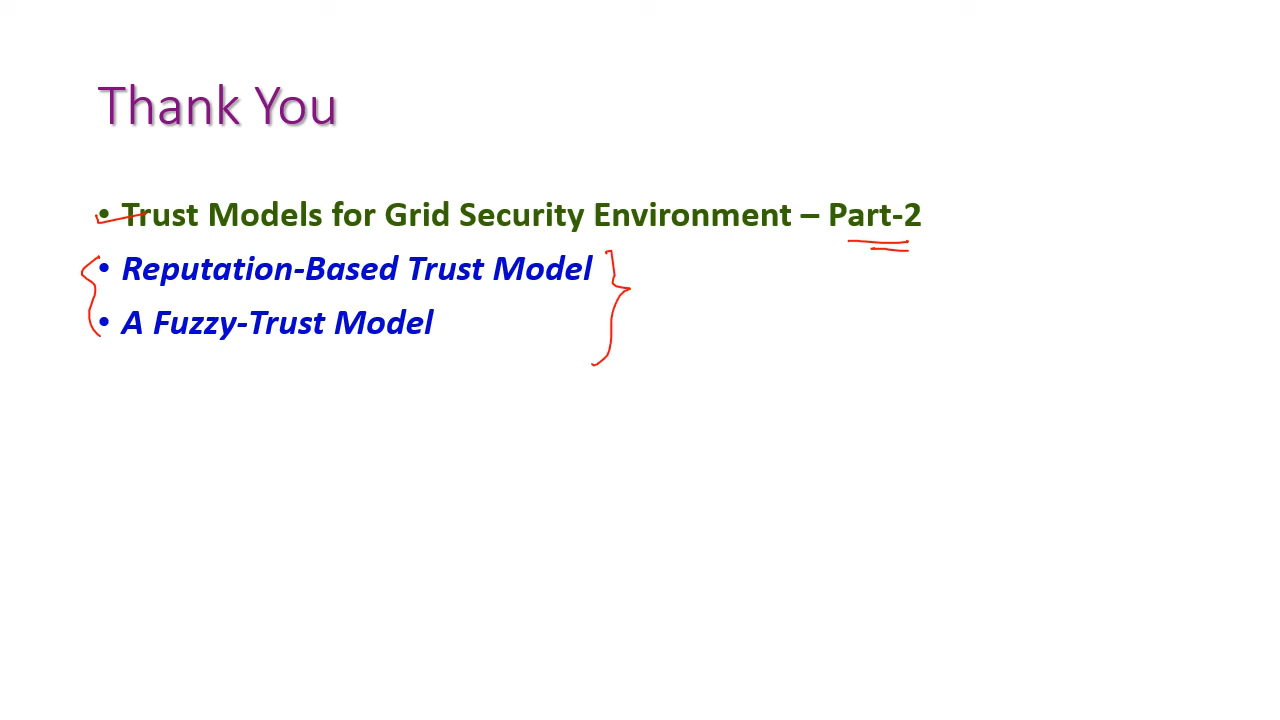 Thank You
• Trust Models for Grid Security Environment – Part-2
• Reputation-Based Trust Model
• A Fuzzy-Trust Model